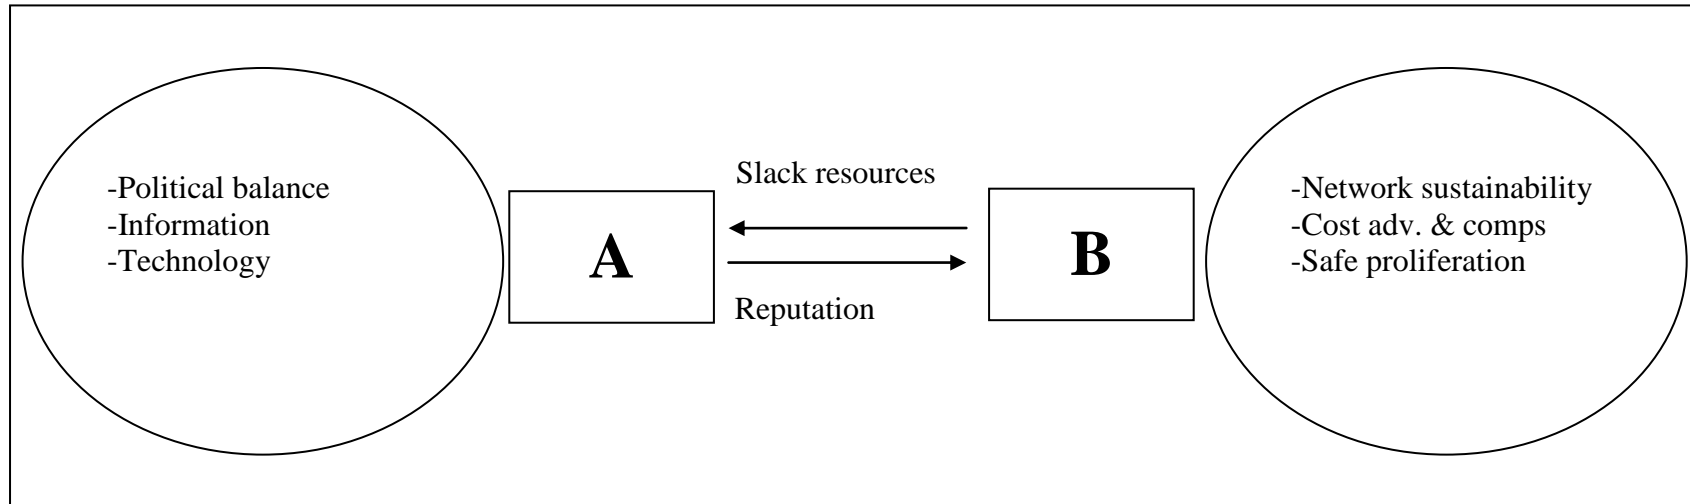 -Political balance
-Information
-Technology
A
Slack resources
Reputation
B
-Network sustainability
-Cost adv. & comps
-Safe proliferation